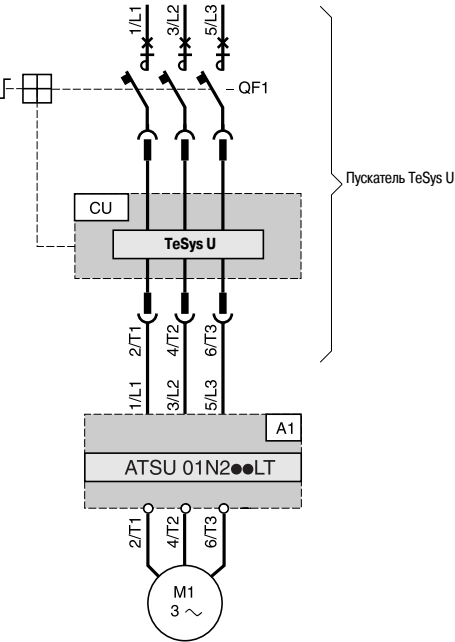 1/L1 3/L2 5/L3
QF1
Пускатель TeSys U
CU
TeSys U
2/T1 4/T2 6/T3
1/L1 3/L2 5/L3
A1
ATSU 01N2●●LT
2/T1 4/T2 6/T3
M1
3 ~